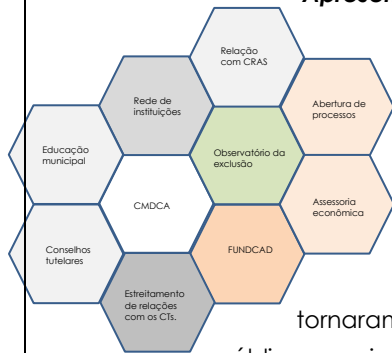 Relação
com CRAS
Rede de
instituições
Abertura de
processos
Educação
municipal
Observatório da
exclusão
CMDCA
Assessoria
econômica
Conselhos
tutelares
FUNDCAD
Estreitamento
de relações
com os CTs.
tornaram